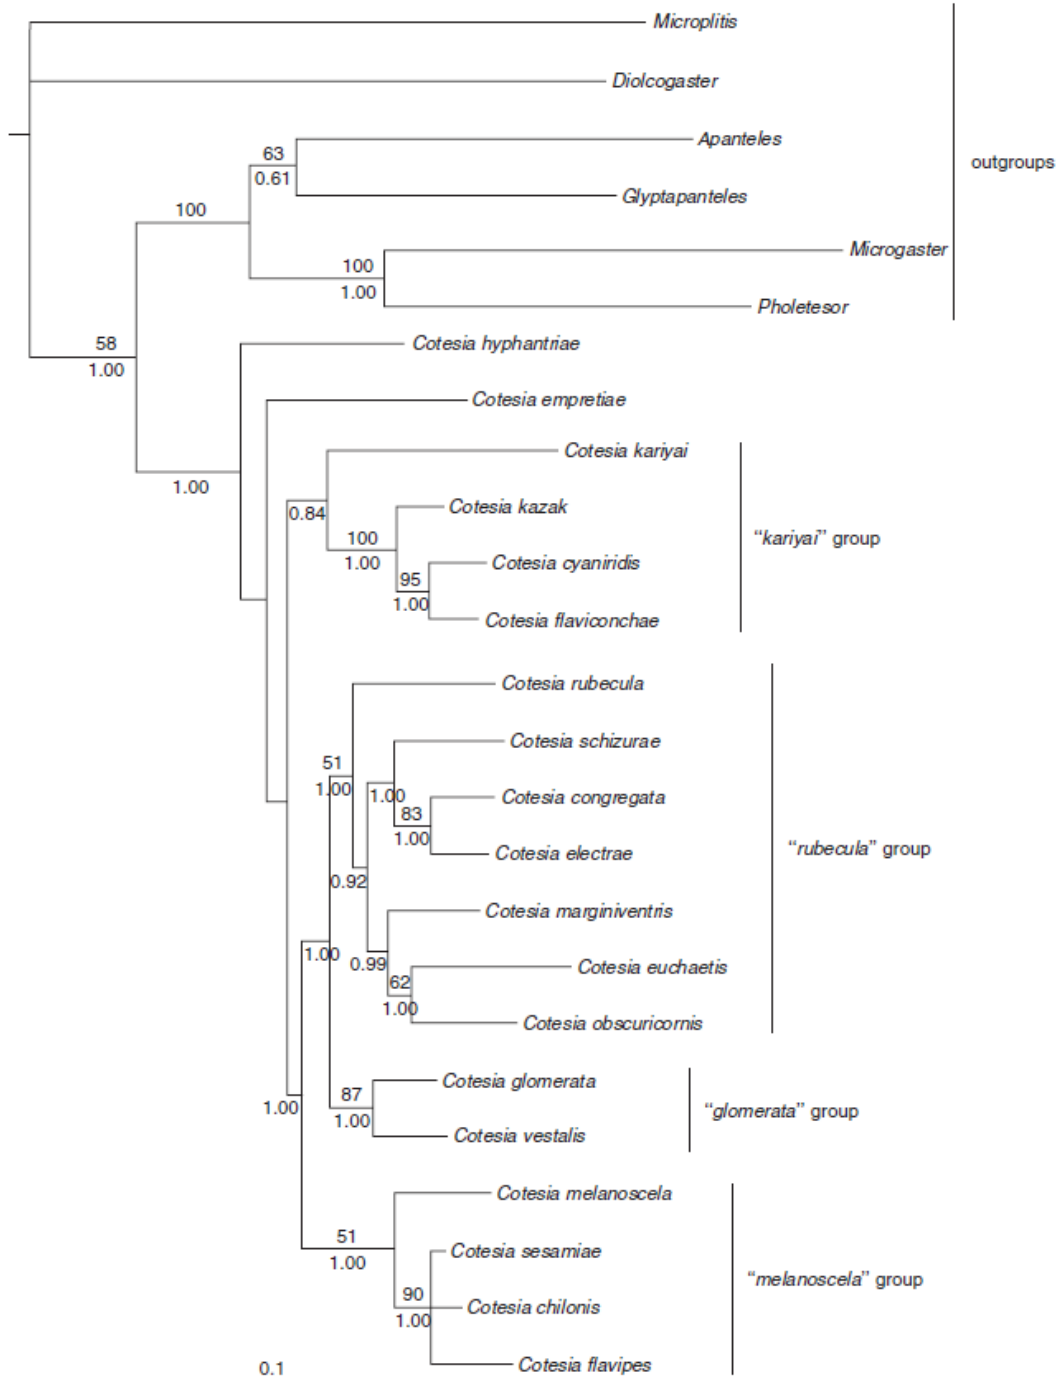 Microplitis
Diolcogaster
Apanteles
63
0.61
outgroups
Glyptapanteles
100
Microgaster
100
1.00
Pholetesor
58
1.00
Cotesia hyphantriae
Cotesia empretiae
Cotesia kariyai
1.00
0.84
Cotesia kazak
100
1.00
"kariyai" group
Cotesia cyaniridis
95
1.00
Cotesia flaviconchae
Cotesia rubecula
Cotesia schizurae
51
1.00
1.00
Cotesia congregata
83
1.00
Cotesia electrae
"rubecula" group
0.92
Cotesia marginiventris
1.00
0.99
Cotesia euchaetis
62
1.00
Cotesia obscuricornis
Cotesia glomerata
87
1.00
1.00
"glomerata" group
Cotesia vestalis
Cotesia melanoscela
51
1.00
Cotesia sesamiae
"melanoscela" group
90
1.00
Cotesia chilonis
Cotesia flavipes
0.1